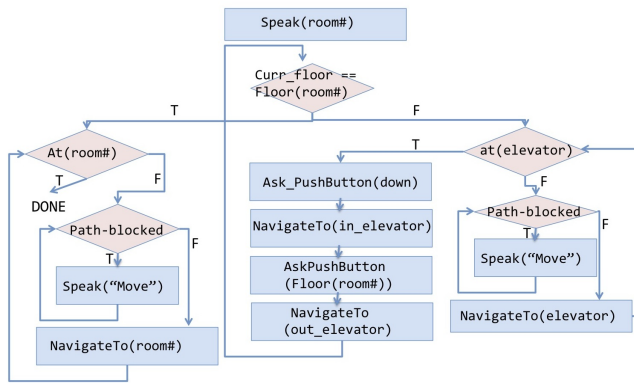 Speak(room#)
Curr_floor ==
Floor(room#)
T
F
At(room#)
T
F
DONE
Path-blocked
T
F
Speak(“Move”)
NavigateTo(room#)
T
Ask_PushButton(down)
NavigateTo(in_elevator)
AskPushButton
(Floor(room#))
NavigateTo
(out_elevator)
at(elevator)
F
Path-blocked
T
F
Speak(“Move”)
NavigateTo(elevator)